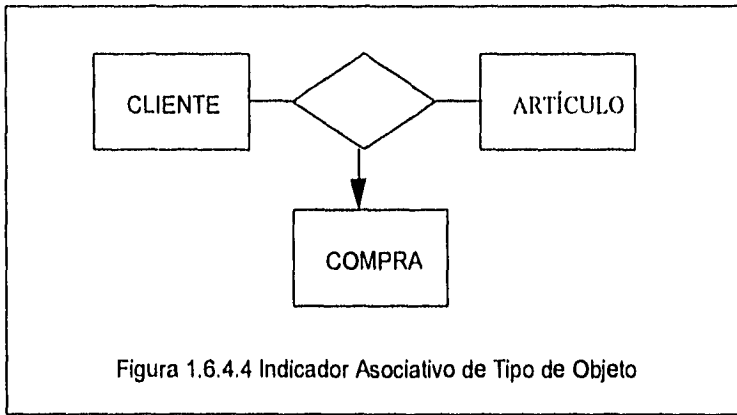 CLIENTE
ARTÍCULO
COMPRA
Figura 1.6.4.4 Indicador Asociativo de Tipo de Objeto